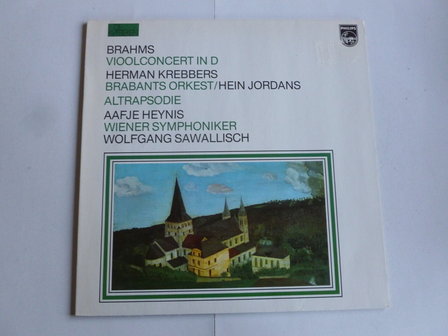 PHILIPS
BRAHMS
VIOOLCONCERT IN D
HERMAN KREBBERS
BRABANTS ORKEST/HEIN JORDANS
ALTRAPSODIE
AAFJE HEYNIS
WIENER SYMPHONIKER
WOLFGANG SAWALLISCH